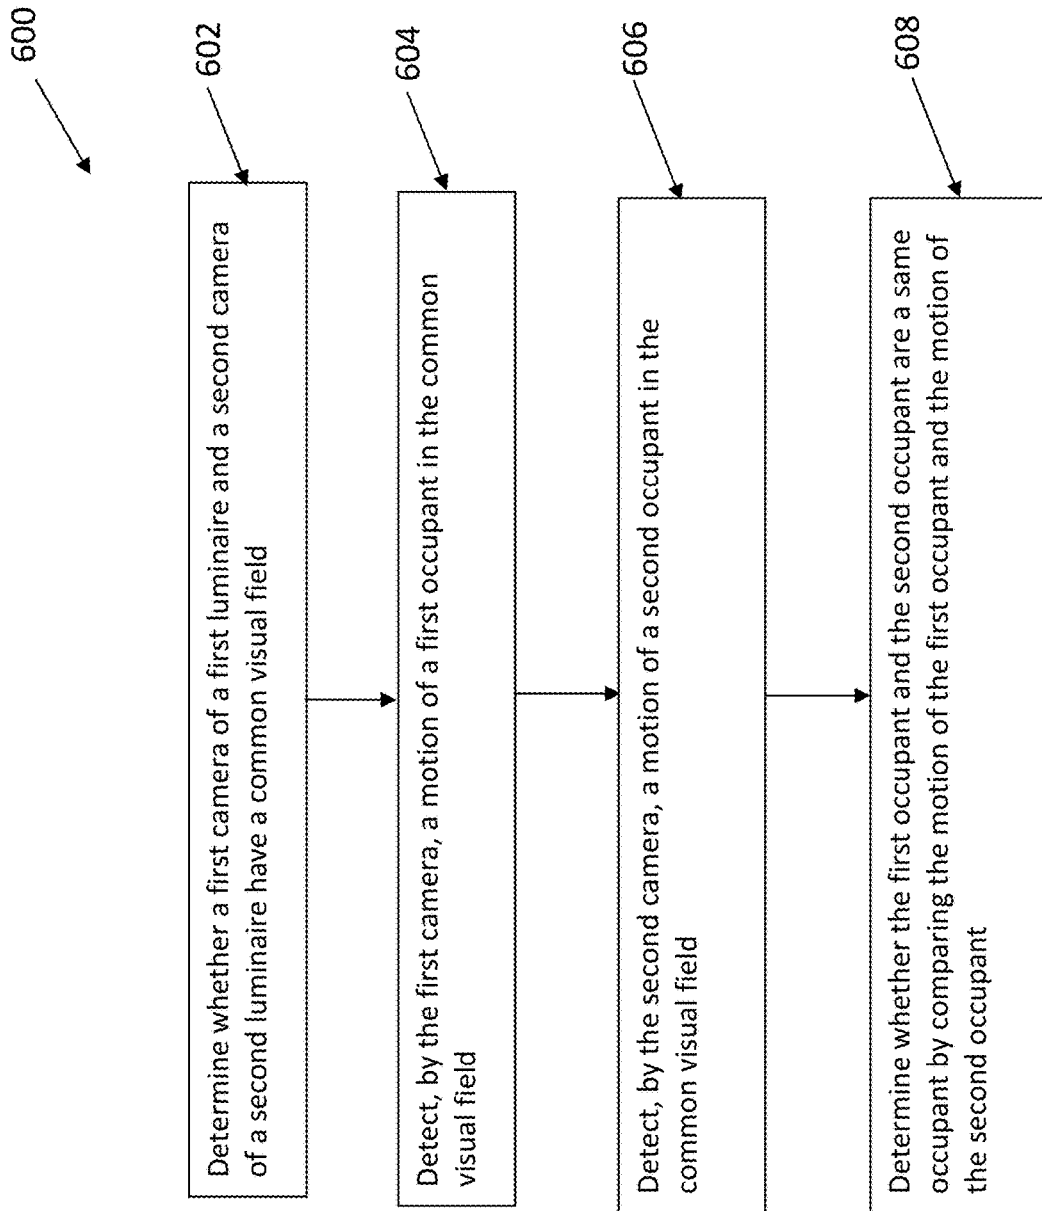 600
602
Determine whether a first camera of a first luminaire and a second camera
of a second luminaire have a common visual field
604
Detect, by the first camera, a motion of a first occupant in the common
visual field
606
Detect, by the second camera, a motion of a second occupant in the
common visual field
608
Determine whether the first occupant and the second occupant are a same
occupant by comparing the motion of the first occupant and the motion of
the second occupant